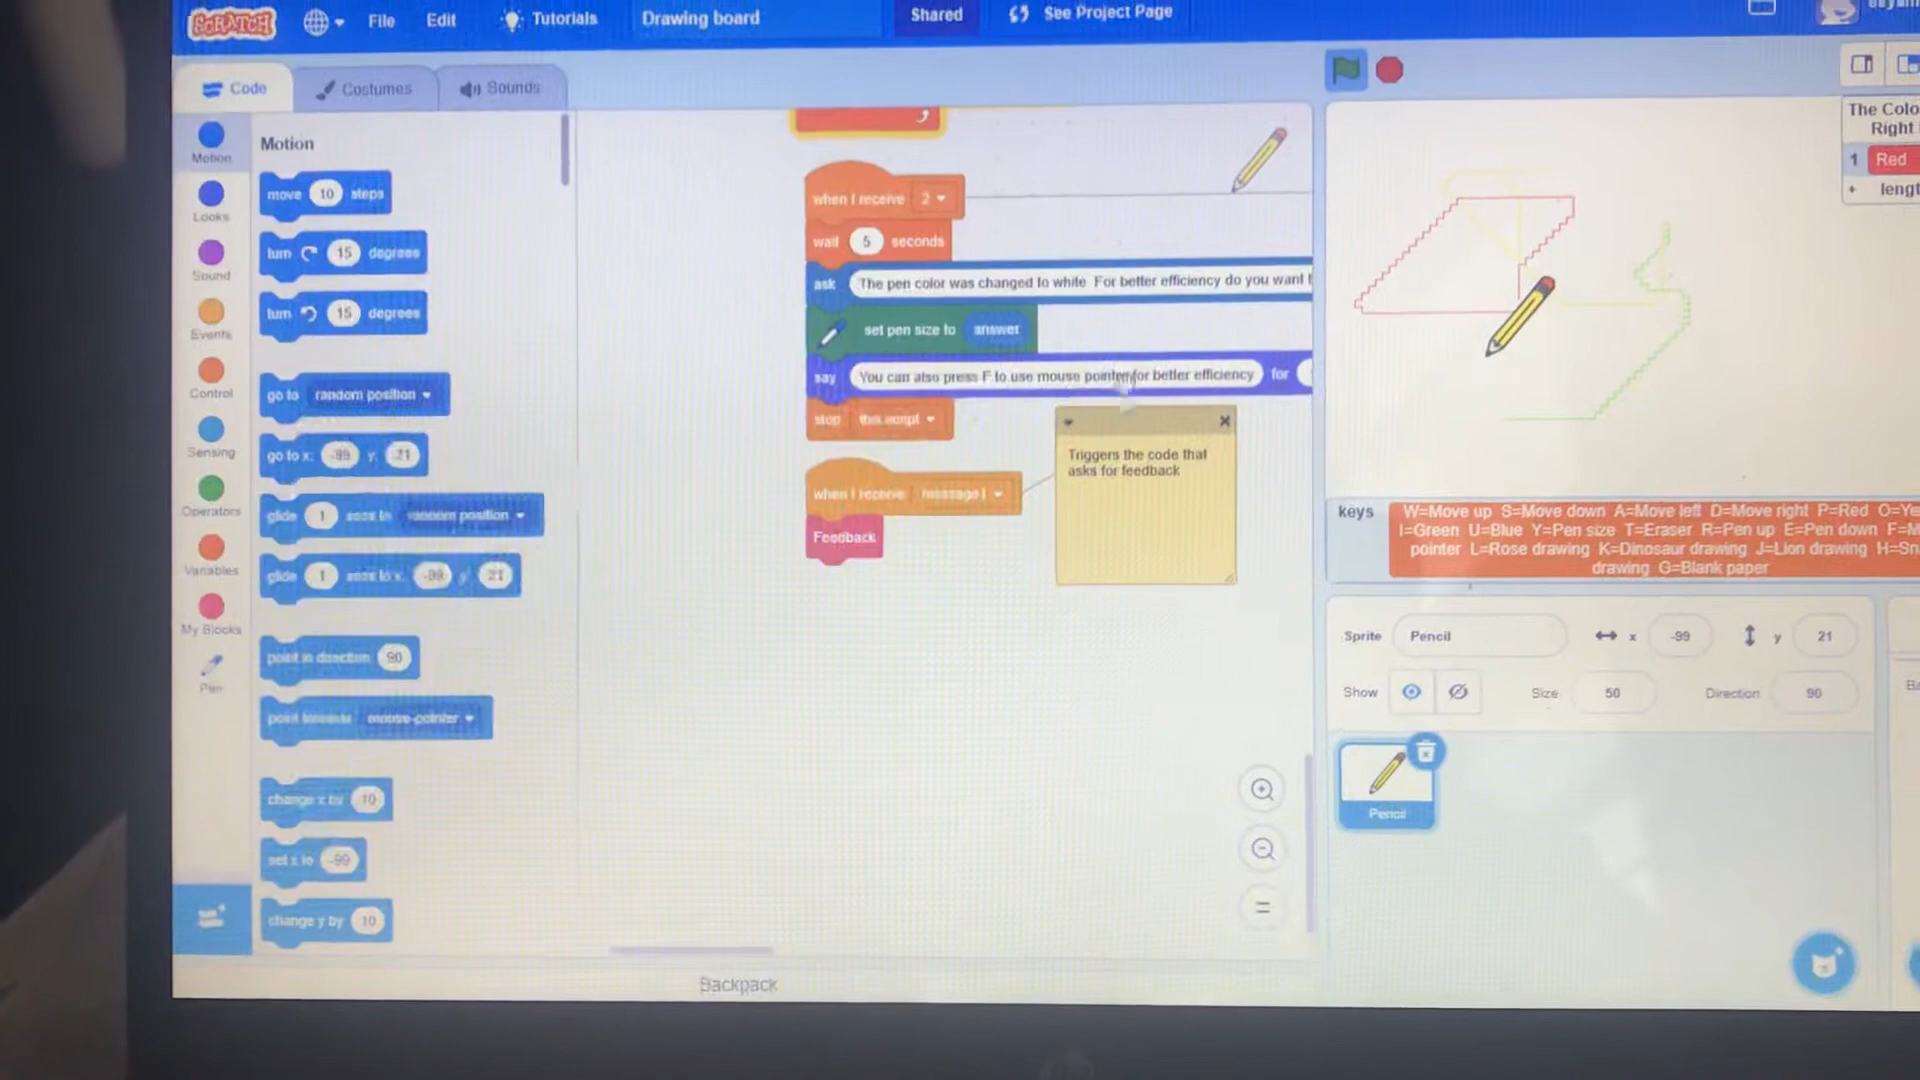 SCRATCH
File
Edit
Tutorials
Drawing board
Shared
See Project Page
Code
Costumes
Sounds
Motion
Looks
Sound
Events
Control
Sensing
Operators
Variables
My Blocks
Pen
Motion
move 10 steps
turn 15 degrees
turn 15 degrees
go to random position
go to x: -99 y: 21
glide 1 secs to random position
glide 1 secs to x: -99 y: 21
point in direction 90
point towards mouse-pointer
change x by 10
set x to -99
change y by 10
when I receive 2
wait 5 seconds
ask The pen color was changed to white. For better efficiency do you want
set pen size to answer
say You can also press F to use mouse pointer for better efficiency for
stop this script
when I receive message1
Feedback
Triggers the code that
asks for feedback
Backpack
The Colo
Right
1 Red
+ lengt
keys
W=Move up S=Move down A=Move left D=Move right P=Red O=Ye
I=Green U=Blue Y=Pen size T=Eraser R=Pen up E=Pen down F=M
pointer L=Rose drawing K=Dinosaur drawing J=Lion drawing H=Sn
drawing G=Blank paper
Sprite Pencil x -99 y 21
Show Size 50 Direction 90
Pencil
Ba